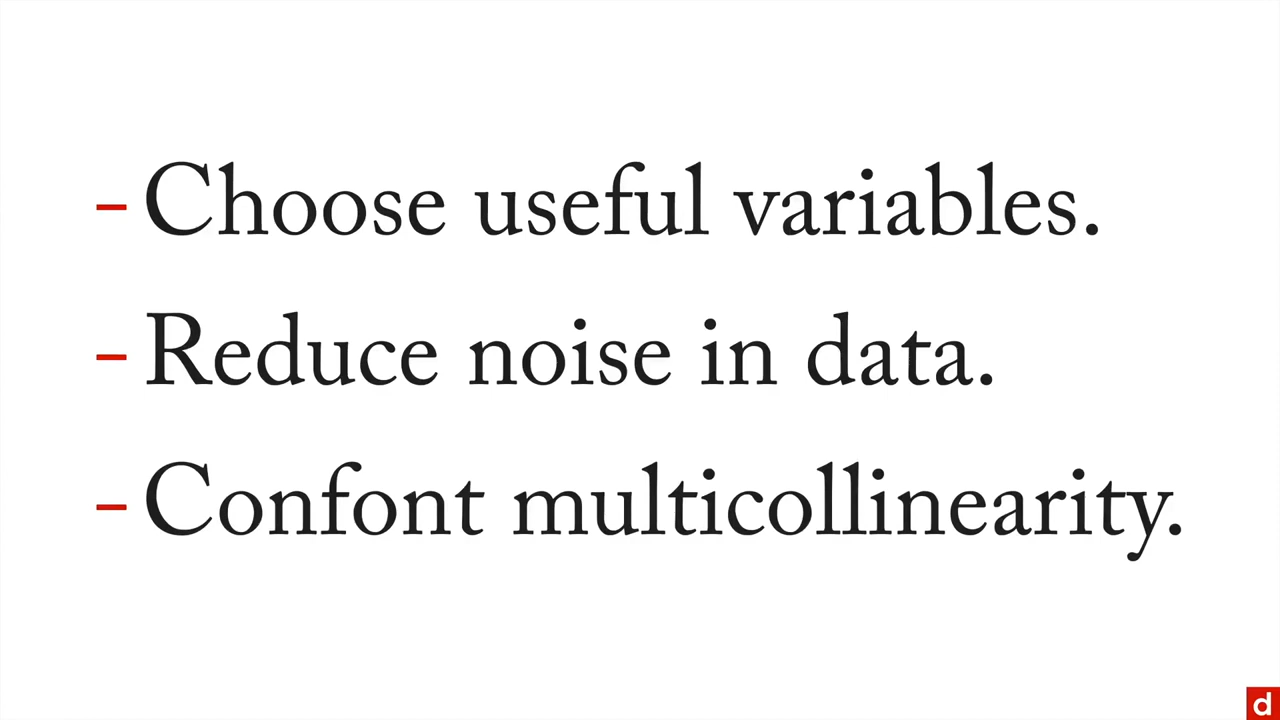 - Choose useful variables.
- Reduce noise in data.
- Confont multicollinearity.
d